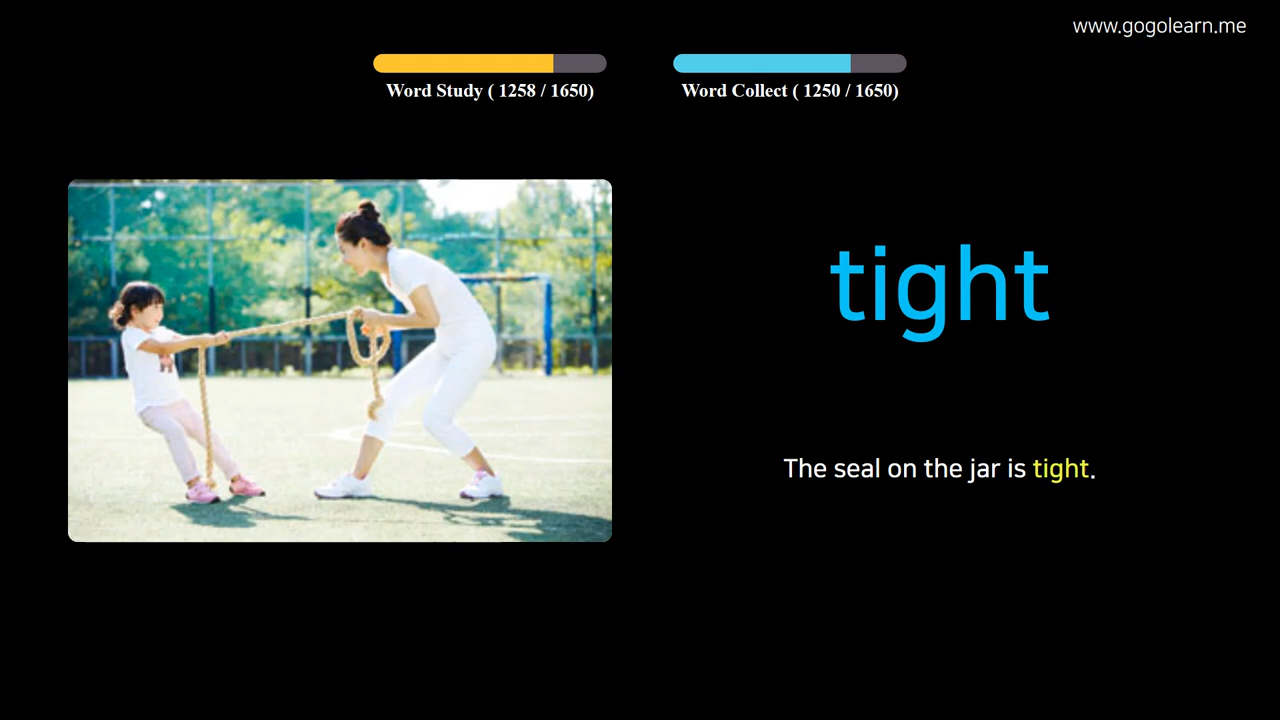 www.gogolearn.me
Word Study ( 1258 / 1650)
Word Collect ( 1250 / 1650)
tight
The seal on the jar is tight.